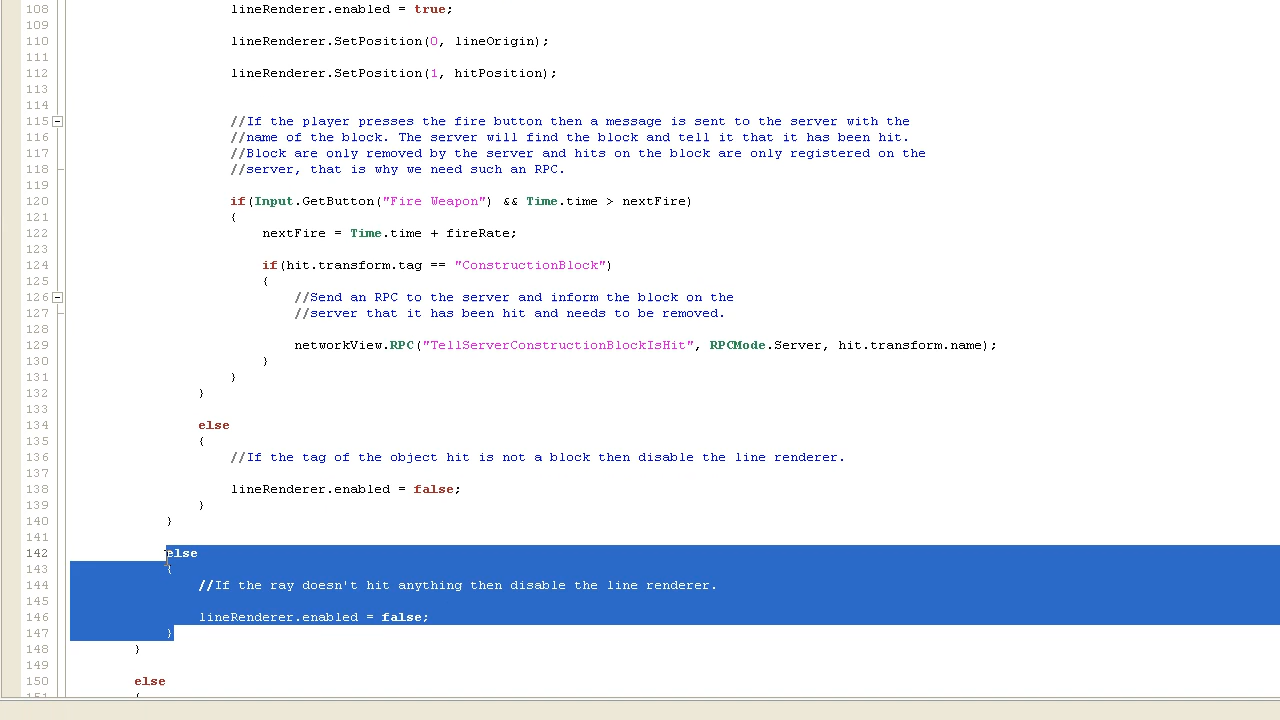 108 lineRenderer.enabled = true;
109
110 lineRenderer.SetPosition(0, lineOrigin);
111
112 lineRenderer.SetPosition(1, hitPosition);
113
114
115 //If the player presses the fire button then a message is sent to the server with the
116 //name of the block. The server will find the block and tell it that it has been hit.
117 //Block are only removed by the server and hits on the block are only registered on the
118 //server, that is why we need such an RPC.
119
120 if(Input.GetButton("Fire Weapon") && Time.time > nextFire)
121 {
122 nextFire = Time.time + fireRate;
123
124 if(hit.transform.tag == "ConstructionBlock")
125 {
126 //Send an RPC to the server and inform the block on the
127 //server that it has been hit and needs to be removed.
128
129 networkView.RPC("TellServerConstructionBlockIsHit", RPCMode.Server, hit.transform.name);
130 }
131 }
132 }
133
134 else
135 {
136 //If the tag of the object hit is not a block then disable the line renderer.
137
138 lineRenderer.enabled = false;
139 }
140 }
141
142 else
143 {
144 //If the ray doesn't hit anything then disable the line renderer.
145
146 lineRenderer.enabled = false;
147 }
148 }
149
150 else
151 {